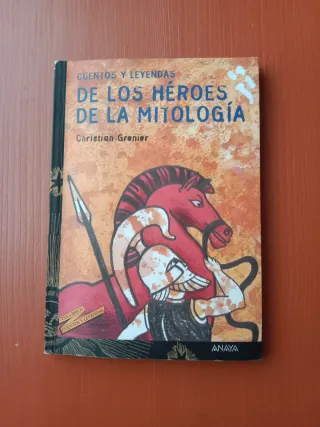 CUENTOS Y LEYENDAS
DE LOS HÉROES
DE LA MITOLOGÍA
Christian Grenier
ANAYA